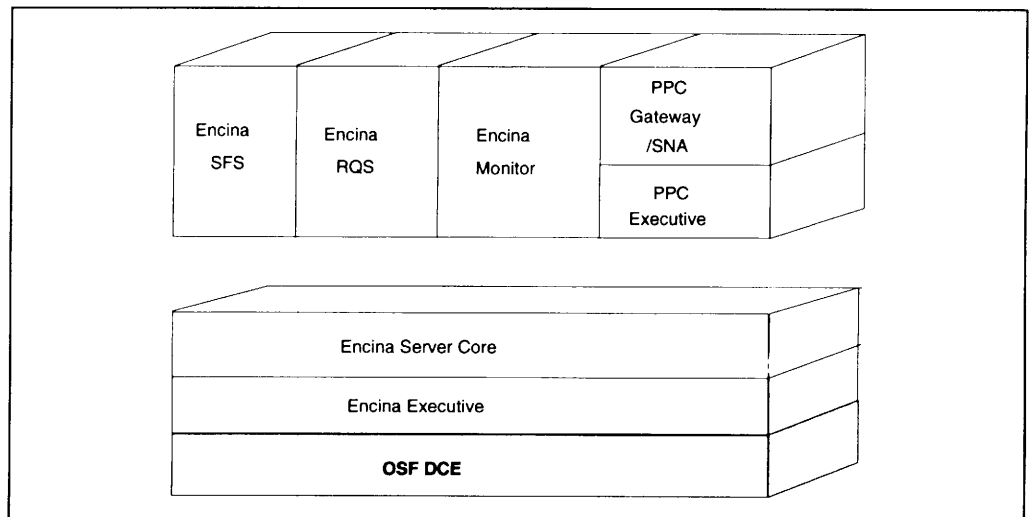 Encina
SFS
Encina
RQS
Encina
Monitor
PPC
Gateway
/SNA
PPC
Executive
Encina Server Core
Encina Executive
OSF DCE